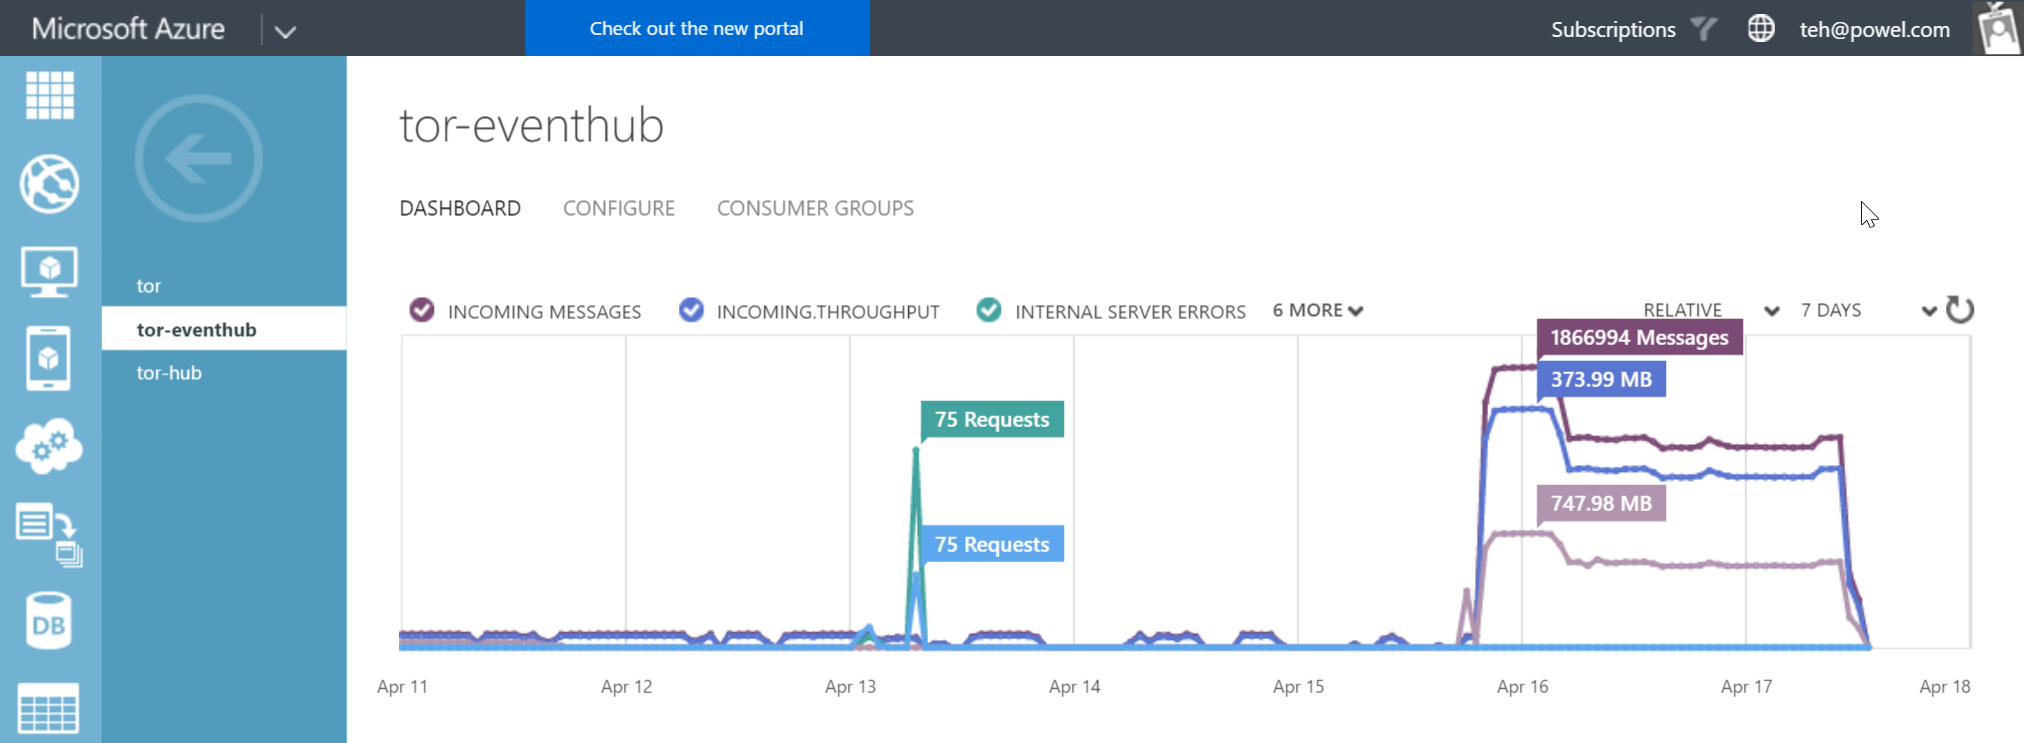 Microsoft Azure
Check out the new portal
Subscriptions
teh@powel.com
tor
tor-eventhub
tor-hub
tor-eventhub
DASHBOARD CONFIGURE CONSUMER GROUPS
INCOMING MESSAGES INCOMING.THROUGHPUT INTERNAL SERVER ERRORS 6 MORE RELATIVE 7 DAYS
1866994 Messages
373.99 MB
75 Requests
747.98 MB
75 Requests
Apr 11 Apr 12 Apr 13 Apr 14 Apr 15 Apr 16 Apr 17 Apr 18
DB